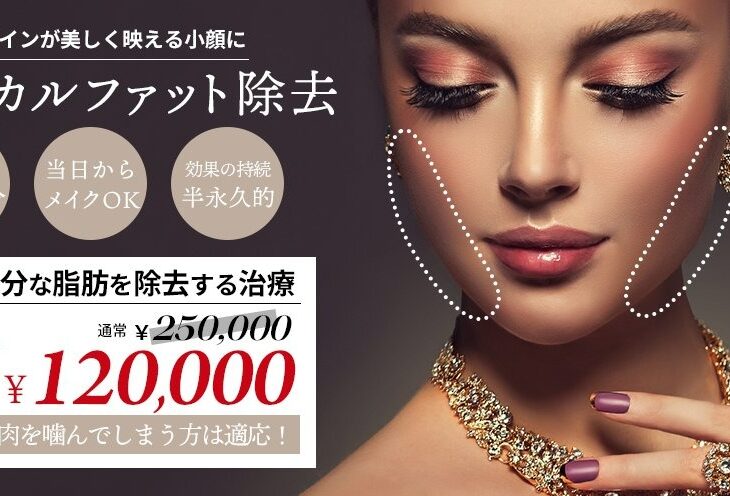 インが美しく映える小顔に
カルファット除去
当日から
メイクOK
効果の持続
半永久的
分な脂肪を除去する治療
通常 ¥250,000
¥120,000
肉を噛んでしまう方は適応！